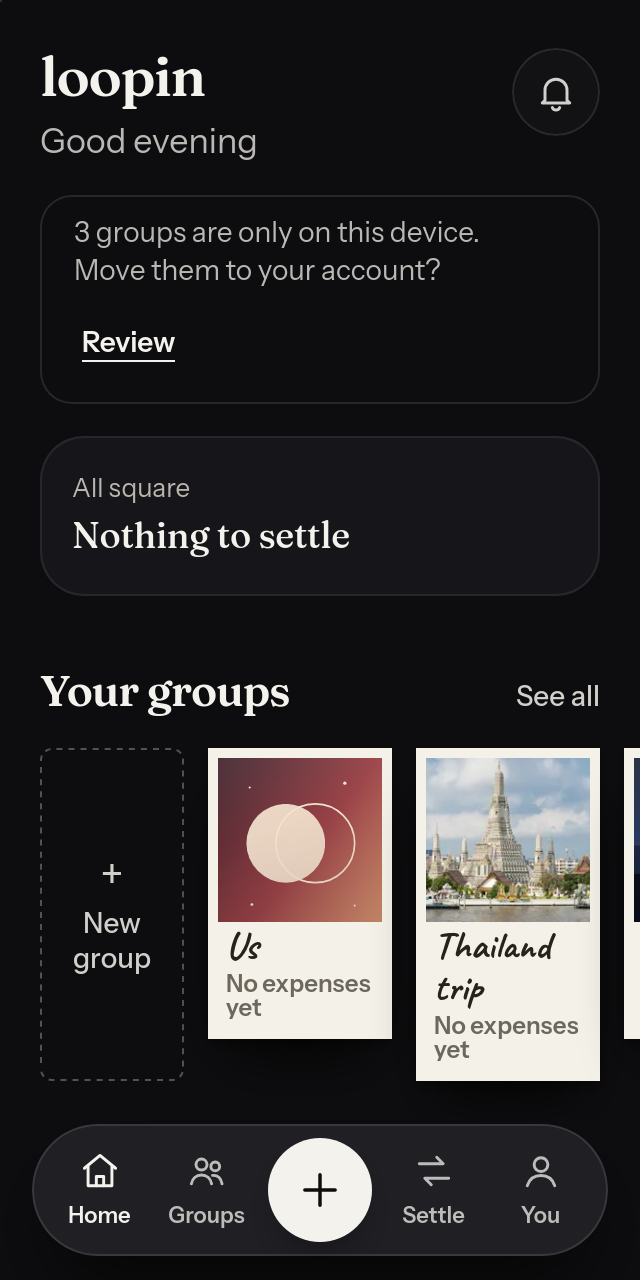 loopin
Good evening
3 groups are only on this device.
Move them to your account?
Review
All square
Nothing to settle
Your groups
See all
+
New
group
Us
No expenses
yet
Thailand
trip
No expenses
yet
Home
Groups
Settle
You